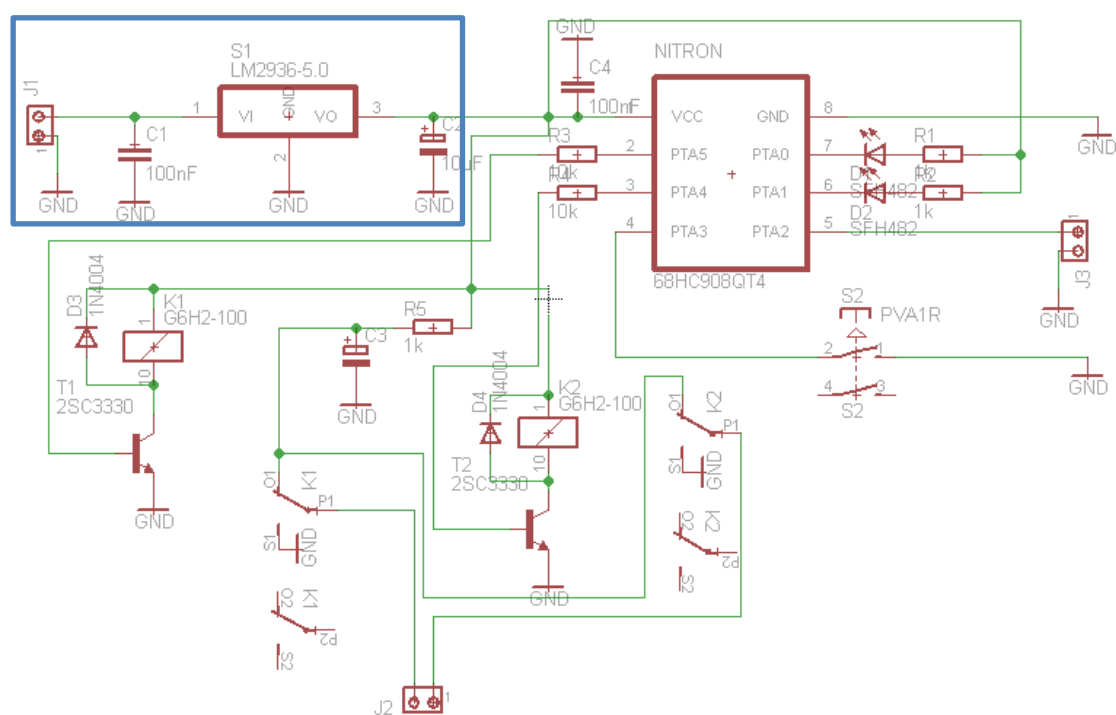 S1
LM2936-5.0
J1
1
1
VI
GND
VO
3
2
C1
100nF
C2
10uF
GND
GND
GND
GND
GND
C4
100nF
NITRON
VCC
GND
8
PTA5
PTA0
2
7
PTA4
PTA1
3
6
PTA3
PTA2
4
5
68HC908QT4
R3
10k
R4
10k
R1
1k
R2
1k
D1
SFH482
D2
SFH482
GND
1
J3
GND
D3
1N4004
K1
1
G6H2-100
10
T1
2SC3330
GND
R5
1k
C3
GND
S2
PVA1R
2
1
4
3
S2
GND
D4
1N4004
K2
1
G6H2-100
10
T2
2SC3330
GND
O1
K2
P1
S1
GND
O2
K2
P2
S2
O1
K1
P1
S1
GND
O2
K1
P2
S2
J2
1